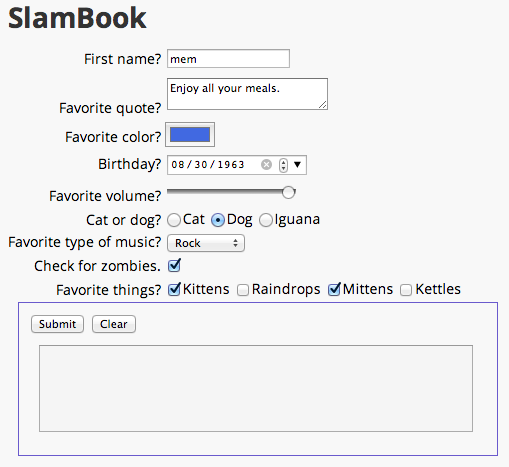 SlamBook
First name? mem
Favorite quote? Enjoy all your meals.
Favorite color?
Birthday? 08/30/1963
Favorite volume?
Cat or dog? Cat Dog Iguana
Favorite type of music? Rock
Check for zombies.
Favorite things? Kittens Raindrops Mittens Kettles
Submit Clear